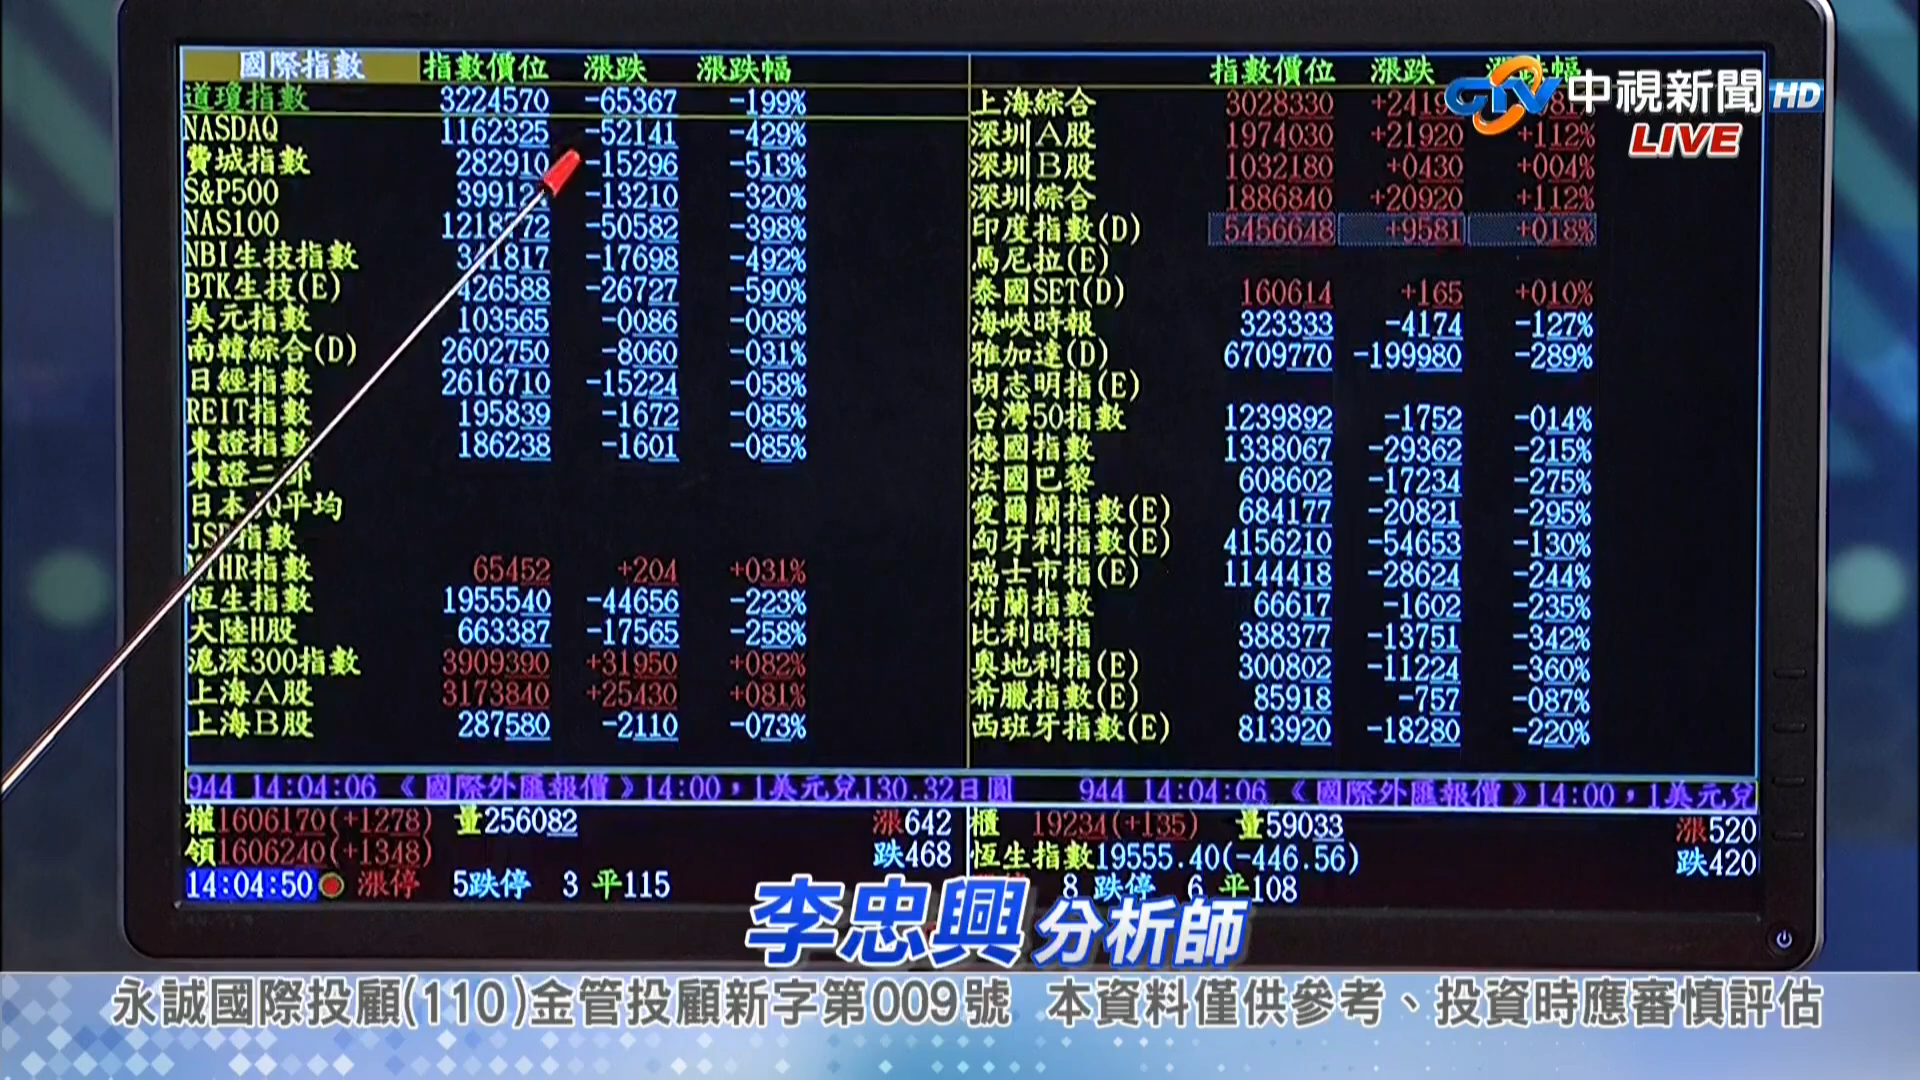 國際指數 指數價位 漲跌 漲跌幅
道瓊指數 3224570 -65367 -199%
NASDAQ 1162325 -52141 -429%
費城指數 282910 -15296 -513%
S&P500 -13210 -320%
NAS100 -50582 -398%
NBI生技指數 341817 -17698 -492%
BTK生技(E) 426588 -26727 -590%
美元指數 103565 -0086 -008%
南韓綜合(D) 2602750 -8060 -031%
日經指數 2616710 -15224 -058%
REIT指數 195839 -1672 -085%
東證指數 186238 -1601 -085%
東證二部
指數
指數 65452 +204 +031%
恆生指數 1955540 -44656 -223%
大陸H股 663387 -17565 -258%
滬深300指數 3909390 +31950 +082%
上海A股 3173840 +25430 +081%
上海B股 287580 -2110 -073%
指數價位 漲跌 漲跌幅
上海綜合 3028330
深圳A股 1974030 +21920 +112%
深圳B股 1032180 +0430 +004%
深圳綜合 1886840 +20920 +112%
印度指數(D) 5456648 +9581 +018%
馬尼拉(E)
泰國SET(D) 160614 +165 +010%
海峽時報 323333 -4174 -127%
雅加達(D) 6709770 -199980 -289%
胡志明指(E)
台灣50指數 1239892 -1752 -014%
德國指數 1338067 -29362 -215%
法國巴黎 608602 -17234 -275%
愛爾蘭指數(E) 684177 -20821 -295%
匈牙利指數(E) 4156210 -54653 -130%
瑞士市指(E) 1144418 -28624 -244%
荷蘭指數 66617 -1602 -235%
比利時指 388377 -13751 -342%
奧地利指(E) 300802 -11224 -360%
希臘指數(E) 85918 -757 -087%
西班牙指數(E) 813920 -18280 -220%
944 14:04:06 《國際外匯報價》14:00，1美元兌130.32日圓 944 14:04:06 《國際外匯報價》14:00，1美元兌
權1606170(+1278) 量256082 漲642
領1606240(+1348) 跌468
14:04:50 漲停 5跌停 3 平115
櫃 19234(+135) 量59033 漲520
恆生指數19555.40(-446.56) 跌420
8 跌停 6 平108
CTV 中視新聞 HD
LIVE
李忠興 分析師
永誠國際投顧(110)金管投顧新字第009號 本資料僅供參考、投資時應審慎評估